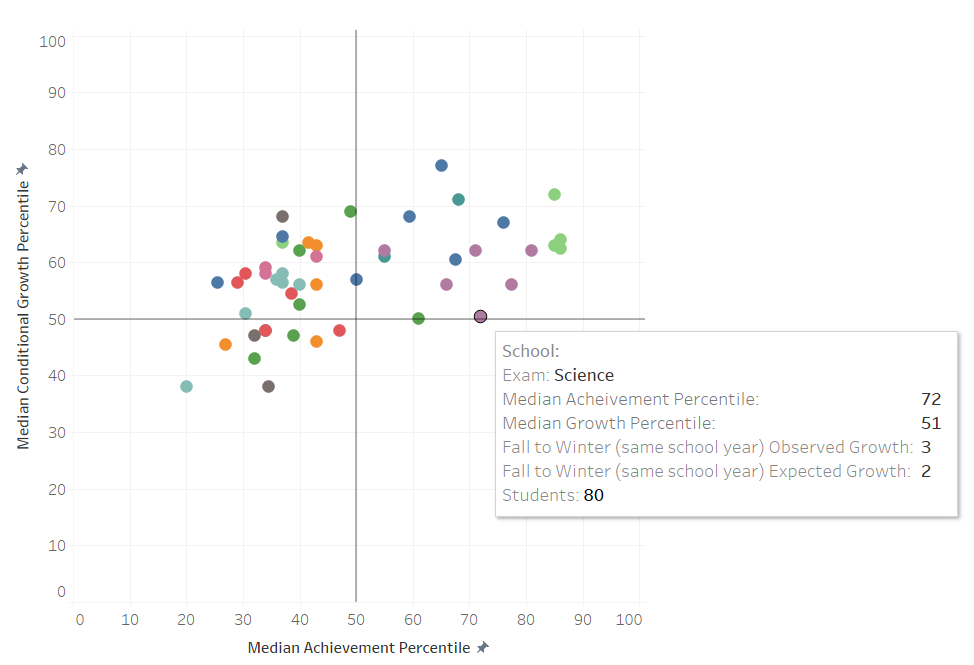 100
90
80
70
60
50
40
30
20
10
0
Median Conditional Growth Percentile
School:
Exam: Science
Median Acheivement Percentile: 72
Median Growth Percentile: 51
Fall to Winter (same school year) Observed Growth: 3
Fall to Winter (same school year) Expected Growth: 2
Students: 80
0 10 20 30 40 50 60 70 80 90 100
Median Achievement Percentile